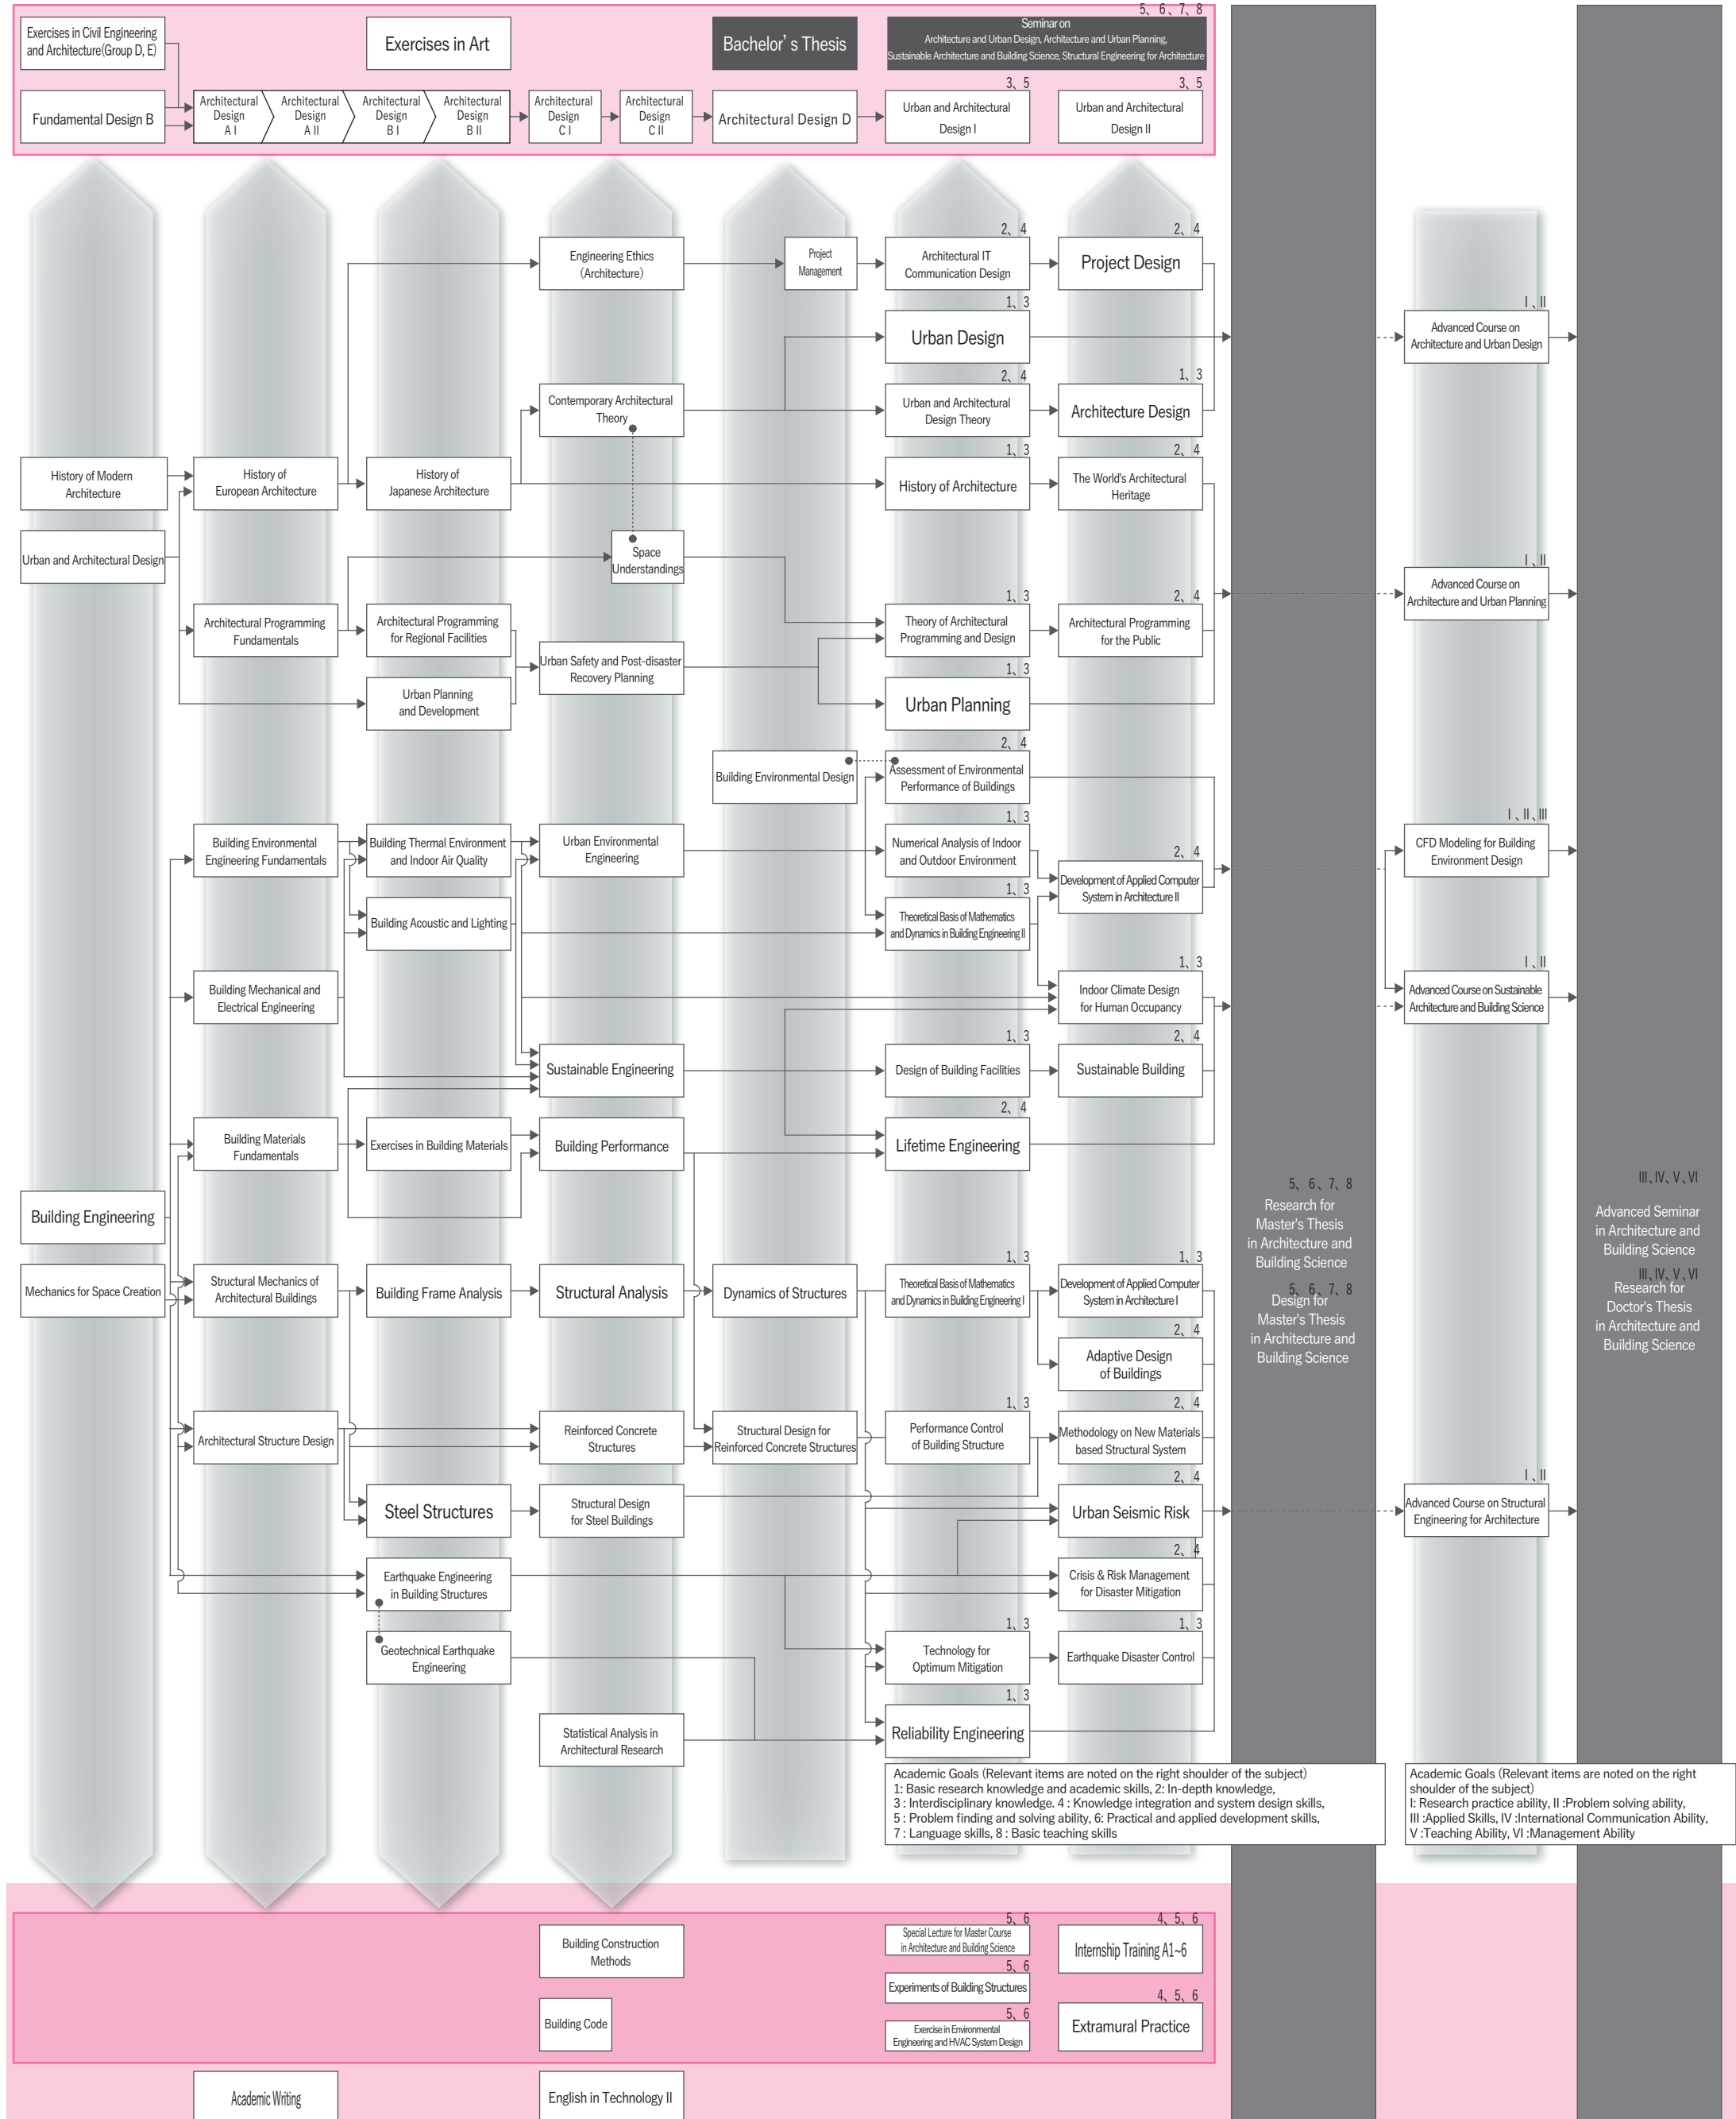 5、6、7、8
Exercises in Civil Engineering
and Architecture(Group D, E)
Exercises in Art
Bachelor’s Thesis
Seminar on
Architecture and Urban Design, Architecture and Urban Planning,
Sustainable Architecture and Building Science, Structural Engineering for Architecture
3、5
3、5
Fundamental Design B
Architectural
Design
A I
Architectural
Design
A II
Architectural
Design
B I
Architectural
Design
B II
Architectural
Design
C I
Architectural
Design
C II
Architectural Design D
Urban and Architectural
Design I
Urban and Architectural
Design II
2、4
2、4
Engineering Ethics
(Architecture)
Project
Management
Architectural IT
Communication Design
Project Design
1、3
Urban Design
I、II
Advanced Course on
Architecture and Urban Design
2、4
1、3
Contemporary Architectural
Theory
Urban and Architectural
Design Theory
Architecture Design
1、3
2、4
History of Modern
Architecture
History of
European Architecture
History of
Japanese Architecture
History of Architecture
The World's Architectural
Heritage
Urban and Architectural Design
Space
Understandings
I、II
Advanced Course on
Architecture and Urban Planning
1、3
2、4
Architectural Programming
Fundamentals
Architectural Programming
for Regional Facilities
Theory of Architectural
Programming and Design
Architectural Programming
for the Public
Urban Safety and Post-disaster
Recovery Planning
1、3
Urban Planning
and Development
Urban Planning
2、4
Building Environmental Design
Assessment of Environmental
Performance of Buildings
1、3
I、II、III
Building Environmental
Engineering Fundamentals
Building Thermal Environment
and Indoor Air Quality
Urban Environmental
Engineering
Numerical Analysis of Indoor
and Outdoor Environment
CFD Modeling for Building
Environment Design
2、4
Development of Applied Computer
System in Architecture II
1、3
Building Acoustic and Lighting
Theoretical Basis of Mathematics
and Dynamics in Building Engineering II
1、3
I、II
Building Mechanical and
Electrical Engineering
Indoor Climate Design
for Human Occupancy
Advanced Course on Sustainable
Architecture and Building Science
1、3
2、4
Sustainable Engineering
Design of Building Facilities
Sustainable Building
2、4
Building Materials
Fundamentals
Exercises in Building Materials
Building Performance
Lifetime Engineering
Building Engineering
5、6、7、8
Research for
Master's Thesis
in Architecture and
Building Science
5、6、7、8
Design for
Master's Thesis
in Architecture and
Building Science
III、IV、V、VI
Advanced Seminar
in Architecture and
Building Science
III、IV、V、VI
Research for
Doctor's Thesis
in Architecture and
Building Science
1、3
1、3
Mechanics for Space Creation
Structural Mechanics of
Architectural Buildings
Building Frame Analysis
Structural Analysis
Dynamics of Structures
Theoretical Basis of Mathematics
and Dynamics in Building Engineering I
Development of Applied Computer
System in Architecture I
2、4
Adaptive Design
of Buildings
1、3
2、4
Architectural Structure Design
Reinforced Concrete
Structures
Structural Design for
Reinforced Concrete Structures
Performance Control
of Building Structure
Methodology on New Materials
based Structural System
2、4
I、II
Steel Structures
Structural Design
for Steel Buildings
Urban Seismic Risk
Advanced Course on Structural
Engineering for Architecture
2、4
Earthquake Engineering
in Building Structures
Crisis & Risk Management
for Disaster Mitigation
1、3
1、3
Geotechnical Earthquake
Engineering
Technology for
Optimum Mitigation
Earthquake Disaster Control
1、3
Statistical Analysis in
Architectural Research
Reliability Engineering
Academic Goals (Relevant items are noted on the right shoulder of the subject)
1: Basic research knowledge and academic skills, 2: In-depth knowledge,
3 : Interdisciplinary knowledge. 4 : Knowledge integration and system design skills,
5 : Problem finding and solving ability, 6: Practical and applied development skills,
7 : Language skills, 8 : Basic teaching skills
Academic Goals (Relevant items are noted on the right
shoulder of the subject)
I: Research practice ability, II :Problem solving ability,
III :Applied Skills, IV :International Communication Ability,
V :Teaching Ability, VI :Management Ability
5、6
4、5、6
Building Construction
Methods
Special Lecture for Master Course
in Architecture and Building Science
Internship Training A1~6
5、6
Experiments of Building Structures
5、6
4、5、6
Building Code
Exercise in Environmental
Engineering and HVAC System Design
Extramural Practice
Academic Writing
English in Technology II